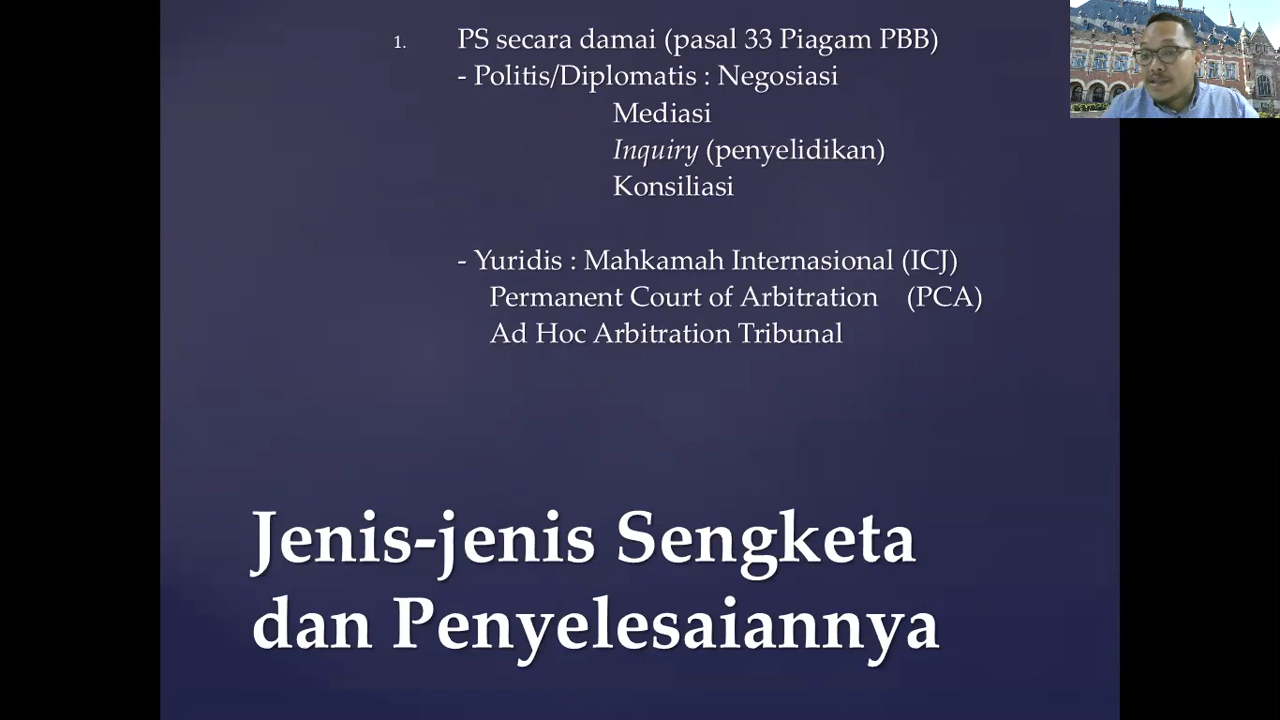 1. PS secara damai (pasal 33 Piagam PBB)
- Politis/Diplomatis : Negosiasi
Mediasi
Inquiry (penyelidikan)
Konsiliasi
- Yuridis : Mahkamah Internasional (ICJ)
Permanent Court of Arbitration (PCA)
Ad Hoc Arbitration Tribunal
Jenis-jenis Sengketa
dan Penyelesaiannya